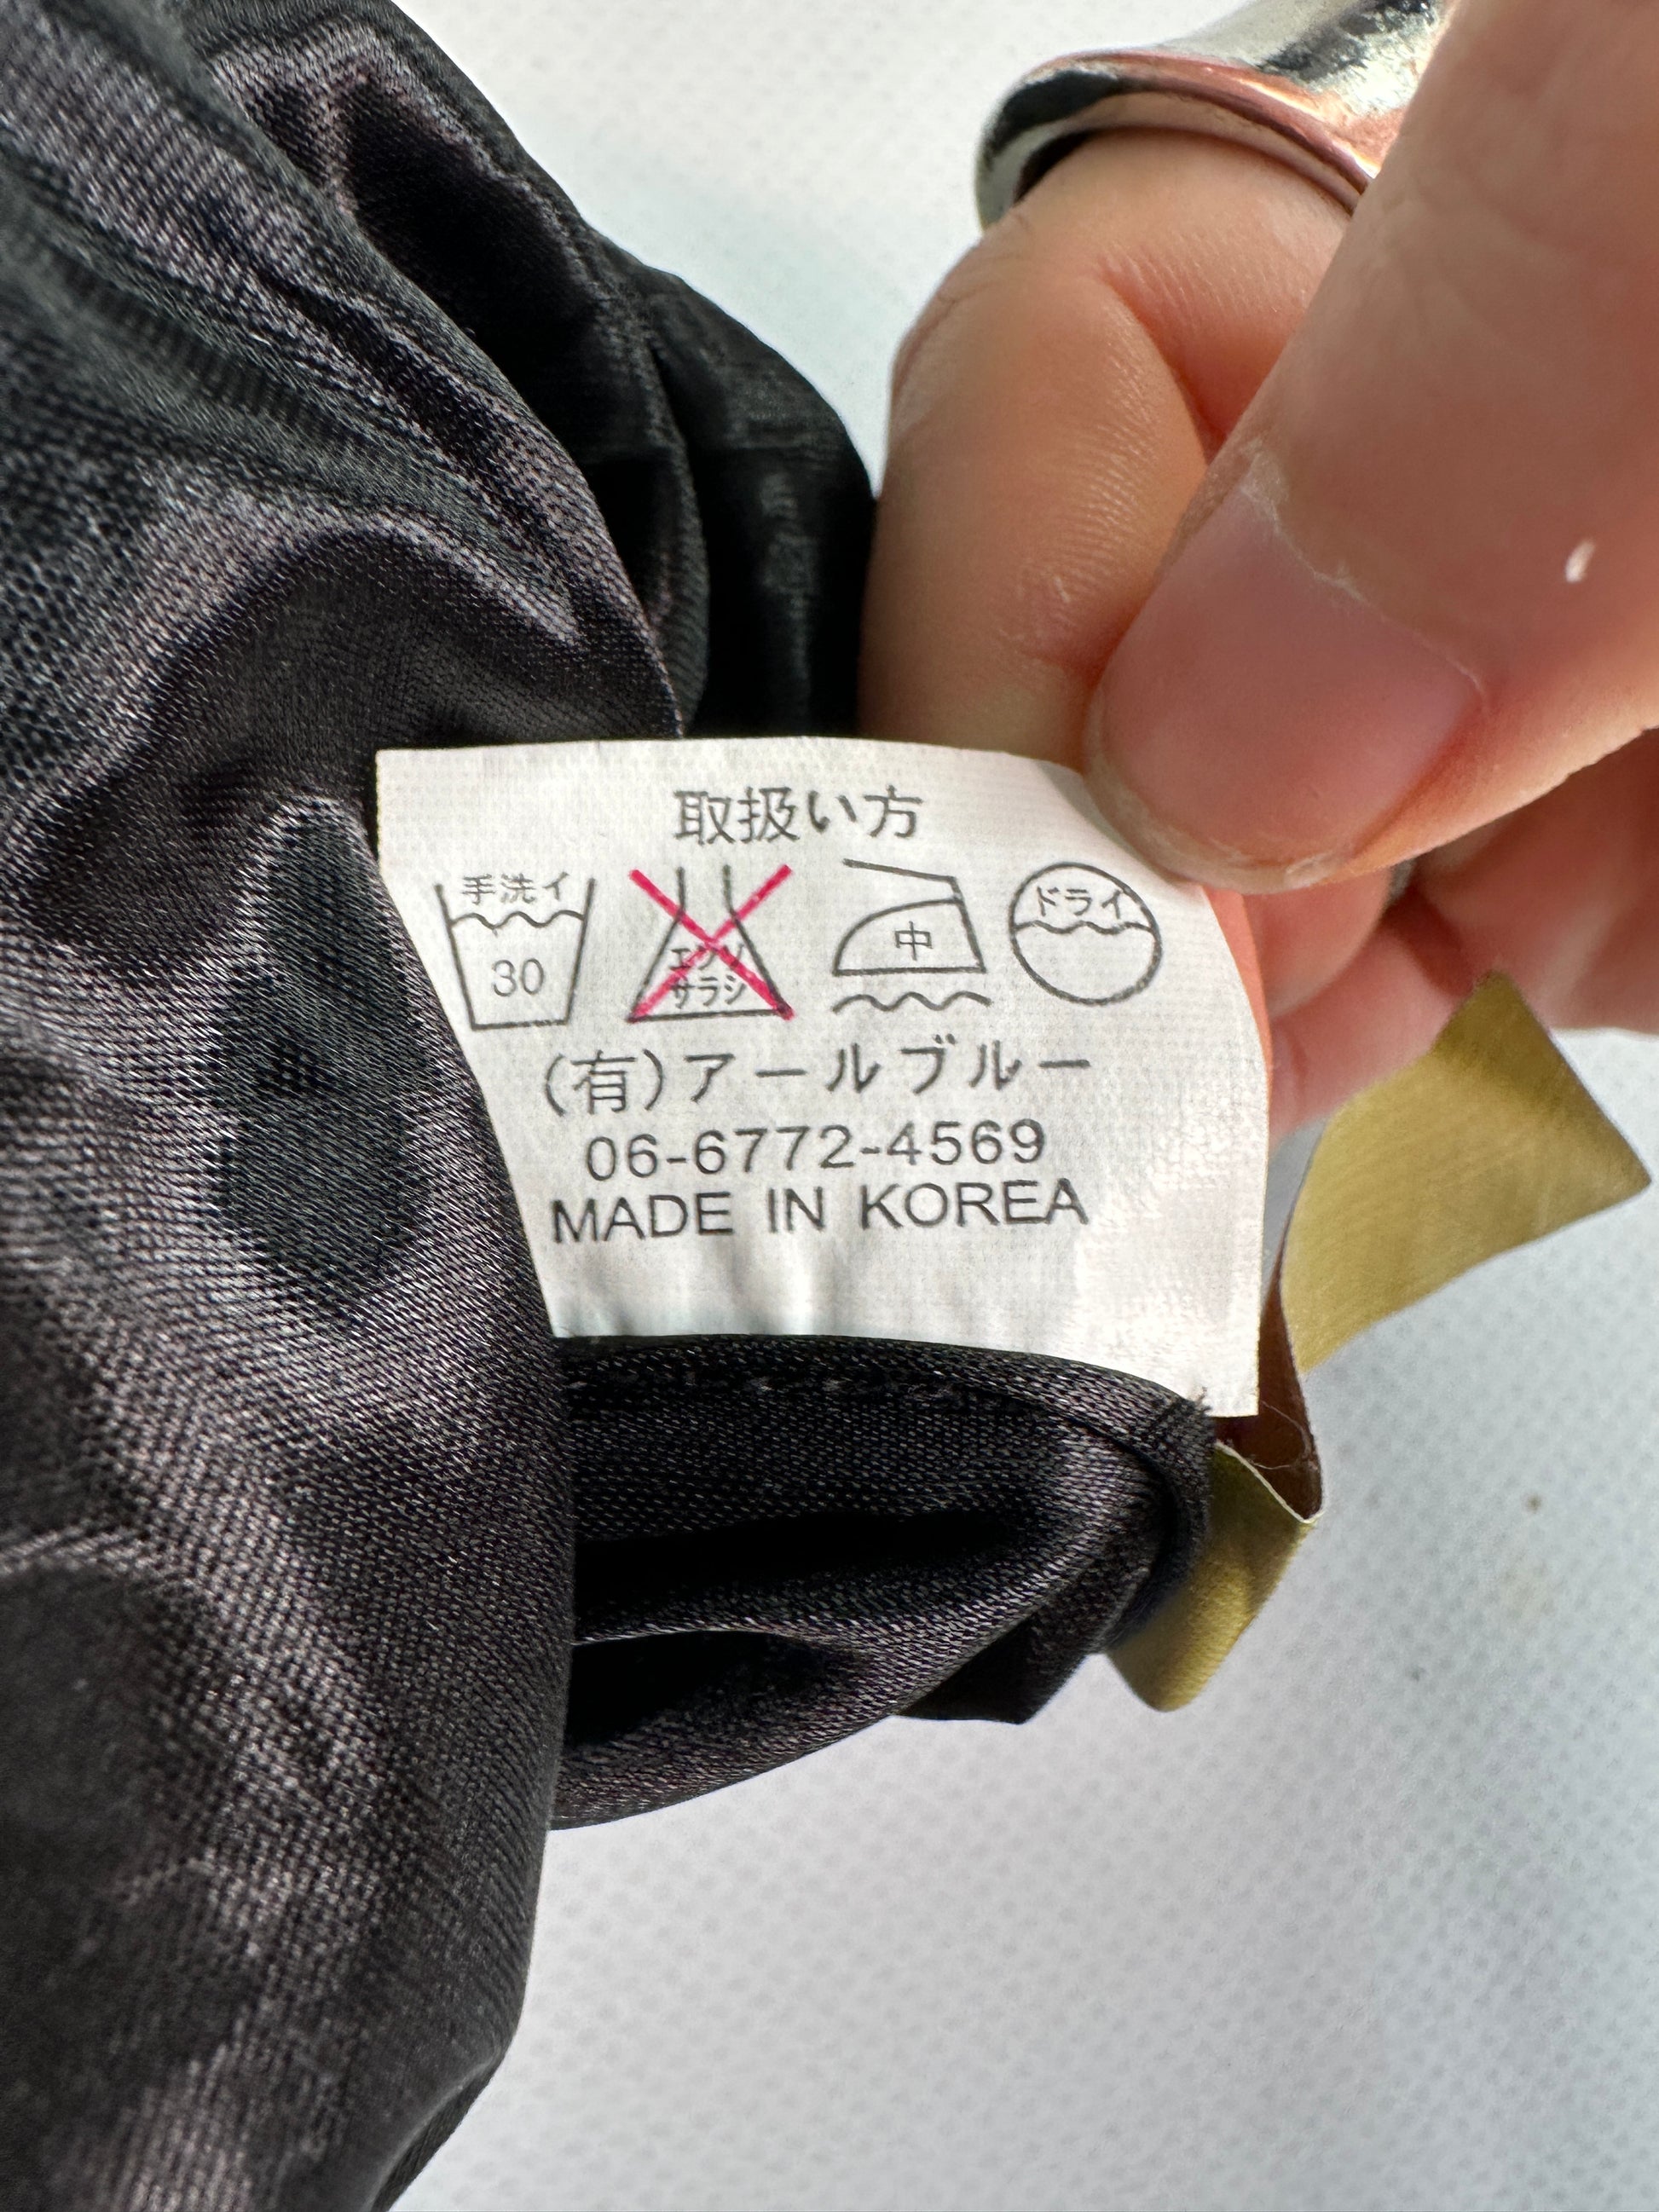 取扱い方
手洗イ エンソ 中 ドライ
30 サラシ
(有)アールブルー
06-6772-4569
MADE IN KOREA